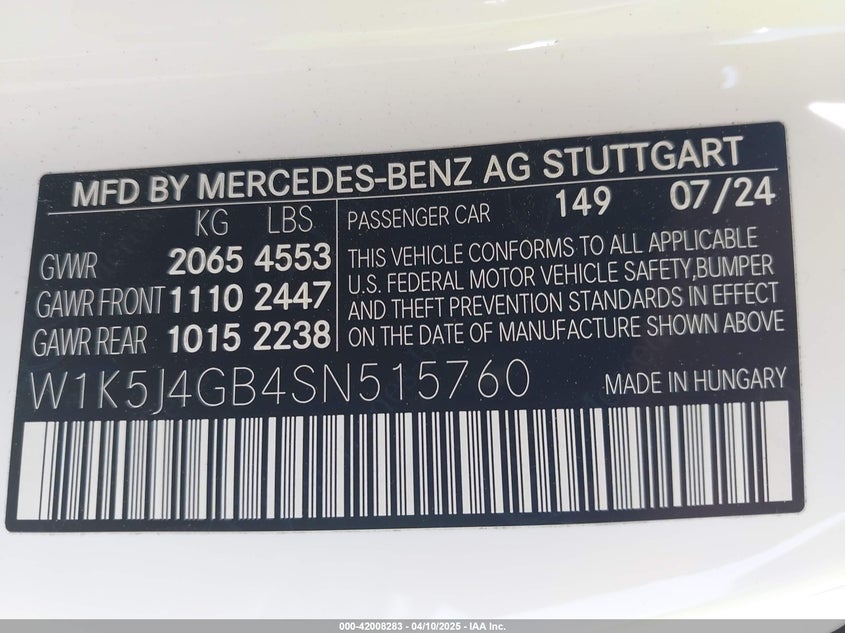 MFD BY MERCEDES-BENZ AG STUTTGART
KG LBS
GVWR 2065 4553
GAWR FRONT 1110 2447
GAWR REAR 1015 2238
PASSENGER CAR 149 07/24
THIS VEHICLE CONFORMS TO ALL APPLICABLE
U.S. FEDERAL MOTOR VEHICLE SAFETY,BUMPER
AND THEFT PREVENTION STANDARDS IN EFFECT
ON THE DATE OF MANUFACTURE SHOWN ABOVE
W1K5J4GB4SN515760 MADE IN HUNGARY
000-42008283 - 04/10/2025 - IAA Inc.